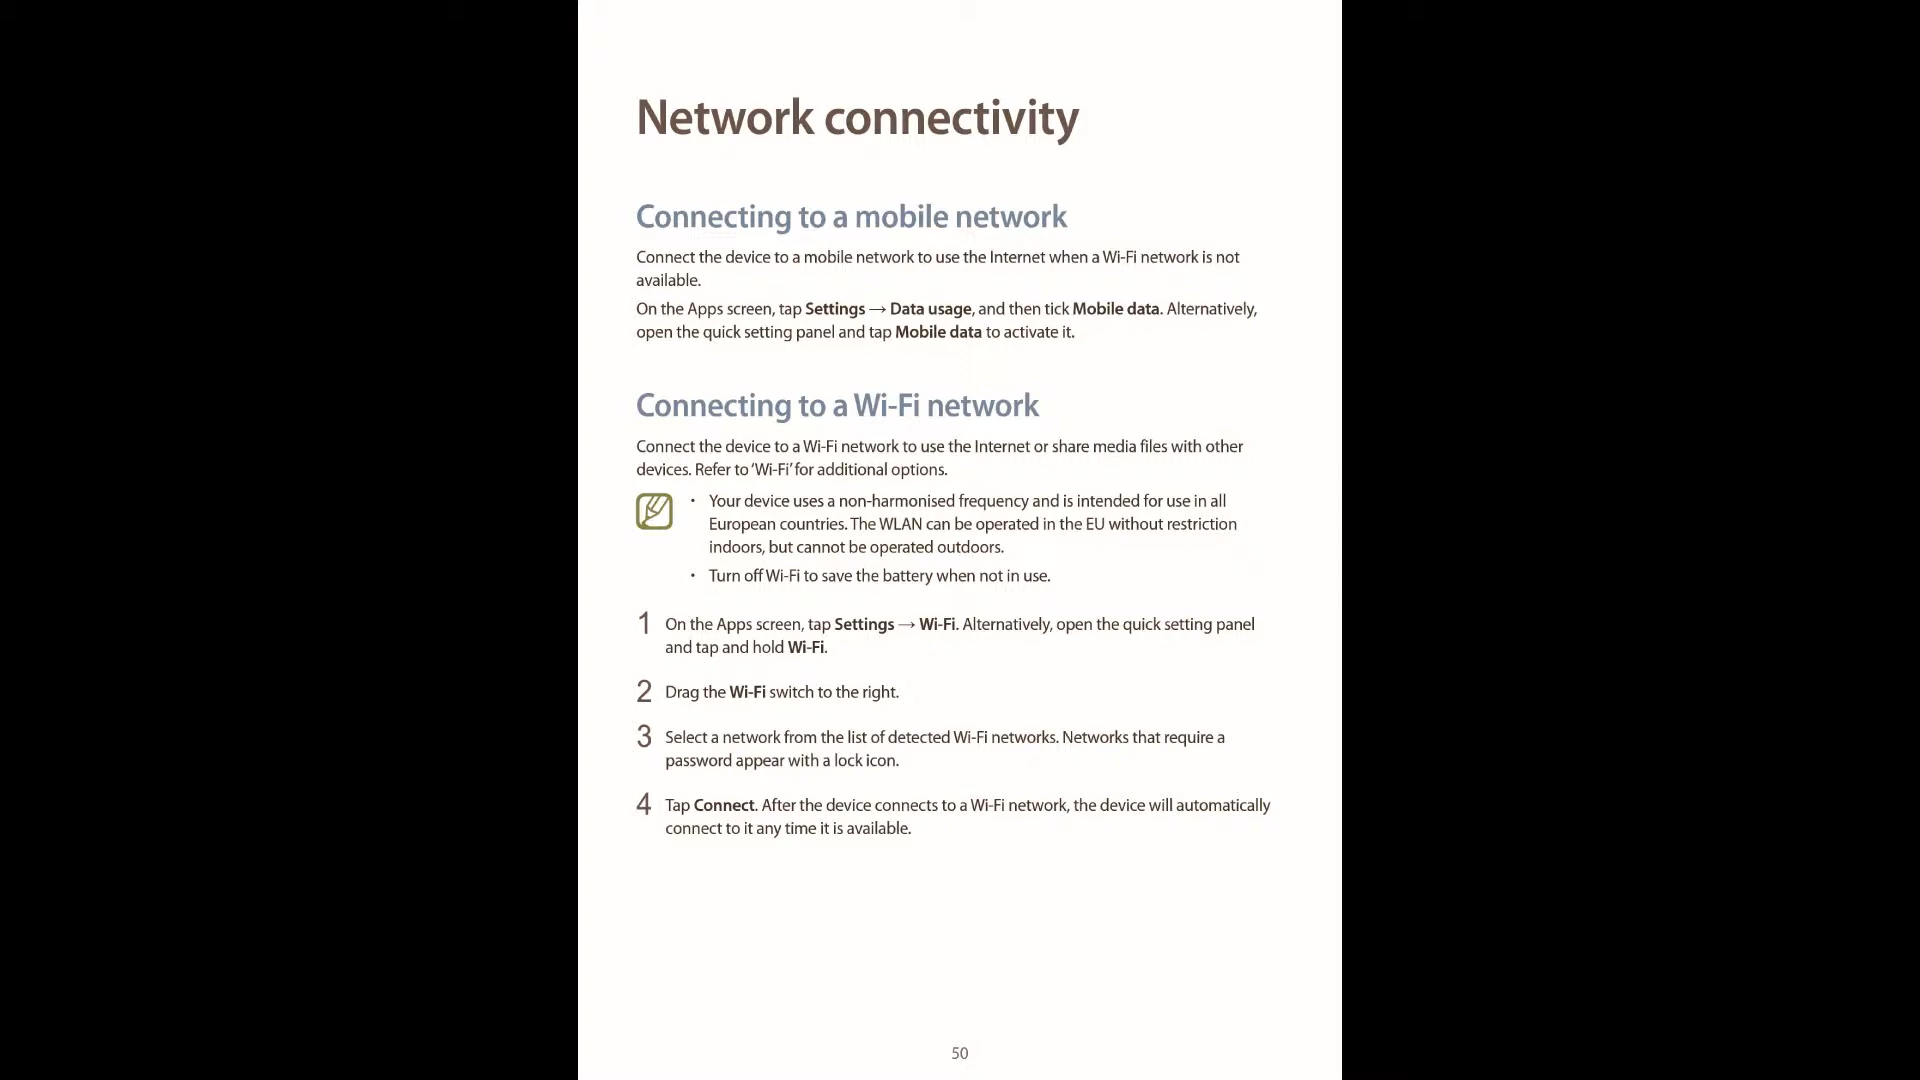 Network connectivity
Connecting to a mobile network
Connect the device to a mobile network to use the Internet when a Wi-Fi network is not
available.
On the Apps screen, tap Settings → Data usage, and then tick Mobile data. Alternatively,
open the quick setting panel and tap Mobile data to activate it.
Connecting to a Wi-Fi network
Connect the device to a Wi-Fi network to use the Internet or share media files with other
devices. Refer to 'Wi-Fi' for additional options.
• Your device uses a non-harmonised frequency and is intended for use in all
European countries. The WLAN can be operated in the EU without restriction
indoors, but cannot be operated outdoors.
• Turn off Wi-Fi to save the battery when not in use.
1 On the Apps screen, tap Settings → Wi-Fi. Alternatively, open the quick setting panel
and tap and hold Wi-Fi.
2 Drag the Wi-Fi switch to the right.
3 Select a network from the list of detected Wi-Fi networks. Networks that require a
password appear with a lock icon.
4 Tap Connect. After the device connects to a Wi-Fi network, the device will automatically
connect to it any time it is available.
50